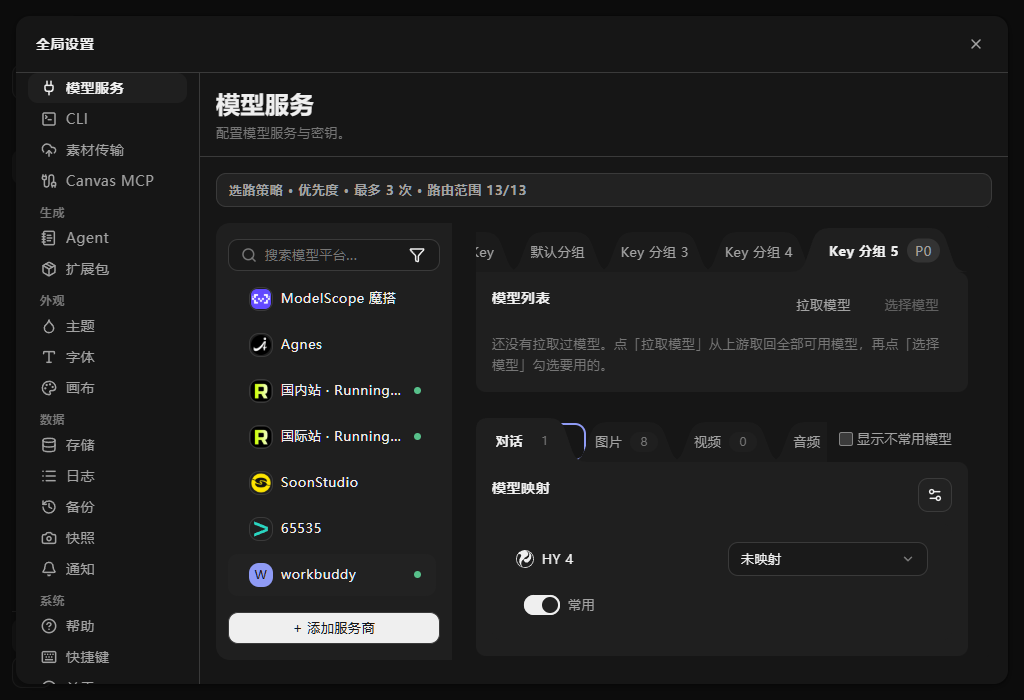 全局设置
模型服务
CLI
素材传输
Canvas MCP
生成
Agent
扩展包
外观
主题
字体
画布
数据
存储
日志
备份
快照
通知
系统
帮助
快捷键
模型服务
配置模型服务与密钥。
选路策略 • 优先度 • 最多 3 次 • 路由范围 13/13
搜索模型平台...
ModelScope 魔搭
Agnes
国内站 · Running...
国际站 · Running...
SoonStudio
65535
W workbuddy
+ 添加服务商
Key 默认分组 Key 分组 3 Key 分组 4 Key 分组 5 P0
模型列表
拉取模型 选择模型
还没有拉取过模型。点「拉取模型」从上游取回全部可用模型，再点「选择
模型」勾选要用的。
对话 1 图片 8 视频 0 音频 显示不常用模型
模型映射
HY 4 未映射
常用